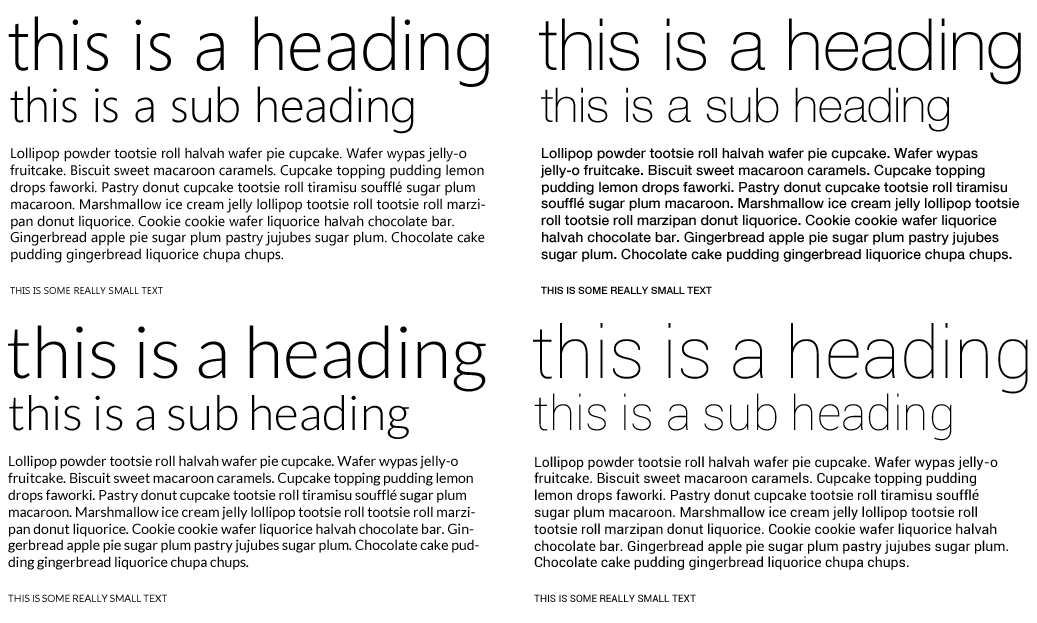 this is a heading
this is a sub heading
Lollipop powder tootsie roll halvah wafer pie cupcake. Wafer wypas jelly-o
fruitcake. Biscuit sweet macaroon caramels. Cupcake topping pudding lemon
drops faworki. Pastry donut cupcake tootsie roll tiramisu soufflé sugar plum
macaroon. Marshmallow ice cream jelly lollipop tootsie roll tootsie roll marzi-
pan donut liquorice. Cookie cookie wafer liquorice halvah chocolate bar.
Gingerbread apple pie sugar plum pastry jujubes sugar plum. Chocolate cake
pudding gingerbread liquorice chupa chups.
THIS IS SOME REALLY SMALL TEXT
this is a heading
this is a sub heading
Lollipop powder tootsie roll halvah wafer pie cupcake. Wafer wypas
jelly-o fruitcake. Biscuit sweet macaroon caramels. Cupcake topping
pudding lemon drops faworki. Pastry donut cupcake tootsie roll tiramisu
soufflé sugar plum macaroon. Marshmallow ice cream jelly lollipop tootsie
roll tootsie roll marzipan donut liquorice. Cookie cookie wafer liquorice
halvah chocolate bar. Gingerbread apple pie sugar plum pastry jujubes
sugar plum. Chocolate cake pudding gingerbread liquorice chupa chups.
THIS IS SOME REALLY SMALL TEXT
this is a heading
this is a sub heading
Lollipop powder tootsie roll halvah wafer pie cupcake. Wafer wypas jelly-o
fruitcake. Biscuit sweet macaroon caramels. Cupcake topping pudding lemon
drops faworki. Pastry donut cupcake tootsie roll tiramisu soufflé sugar plum
macaroon. Marshmallow ice cream jelly lollipop tootsie roll tootsie roll marzi-
pan donut liquorice. Cookie cookie wafer liquorice halvah chocolate bar. Gin-
gerbread apple pie sugar plum pastry jujubes sugar plum. Chocolate cake pud-
ding gingerbread liquorice chupa chups.
THIS IS SOME REALLY SMALL TEXT
this is a heading
this is a sub heading
Lollipop powder tootsie roll halvah wafer pie cupcake. Wafer wypas jelly-o
fruitcake. Biscuit sweet macaroon caramels. Cupcake topping pudding
lemon drops faworki. Pastry donut cupcake tootsie roll tiramisu soufflé
sugar plum macaroon. Marshmallow ice cream jelly lollipop tootsie roll
tootsie roll marzipan donut liquorice. Cookie cookie wafer liquorice halvah
chocolate bar. Gingerbread apple pie sugar plum pastry jujubes sugar plum.
Chocolate cake pudding gingerbread liquorice chupa chups.
THIS IS SOME REALLY SMALL TEXT